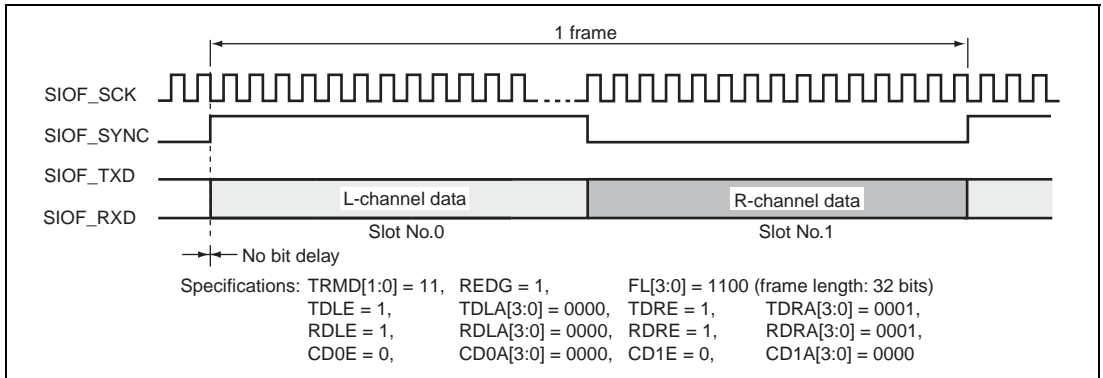 1 frame
SIOF_SCK
SIOF_SYNC
SIOF_TXD
L-channel data R-channel data
SIOF_RXD
Slot No.0 Slot No.1
No bit delay
Specifications: TRMD[1:0] = 11, REDG = 1, FL[3:0] = 1100 (frame length: 32 bits)
TDLE = 1, TDLA[3:0] = 0000, TDRE = 1, TDRA[3:0] = 0001,
RDLE = 1, RDLA[3:0] = 0000, RDRE = 1, RDRA[3:0] = 0001,
CD0E = 0, CD0A[3:0] = 0000, CD1E = 0, CD1A[3:0] = 0000